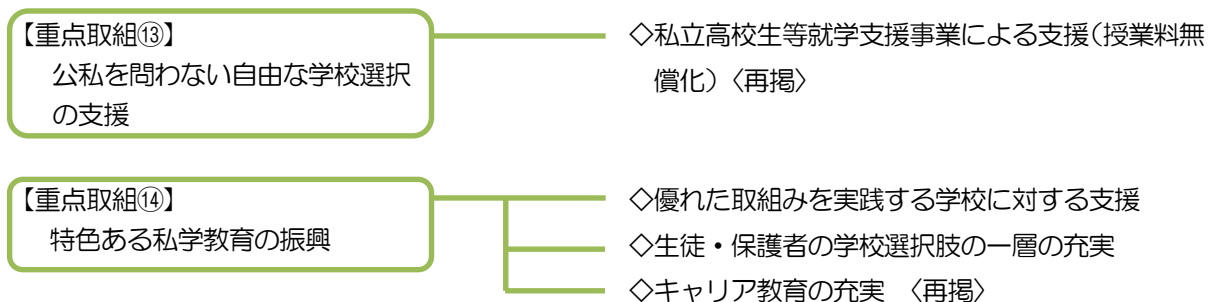 【重点取組⑬】
公私を問わない自由な学校選択
の支援
◇私立高校生等就学支援事業による支援（授業料無
償化）〈再掲〉
【重点取組⑭】
特色ある私学教育の振興
◇優れた取組みを実践する学校に対する支援
◇生徒・保護者の学校選択肢の一層の充実
◇キャリア教育の充実　〈再掲〉